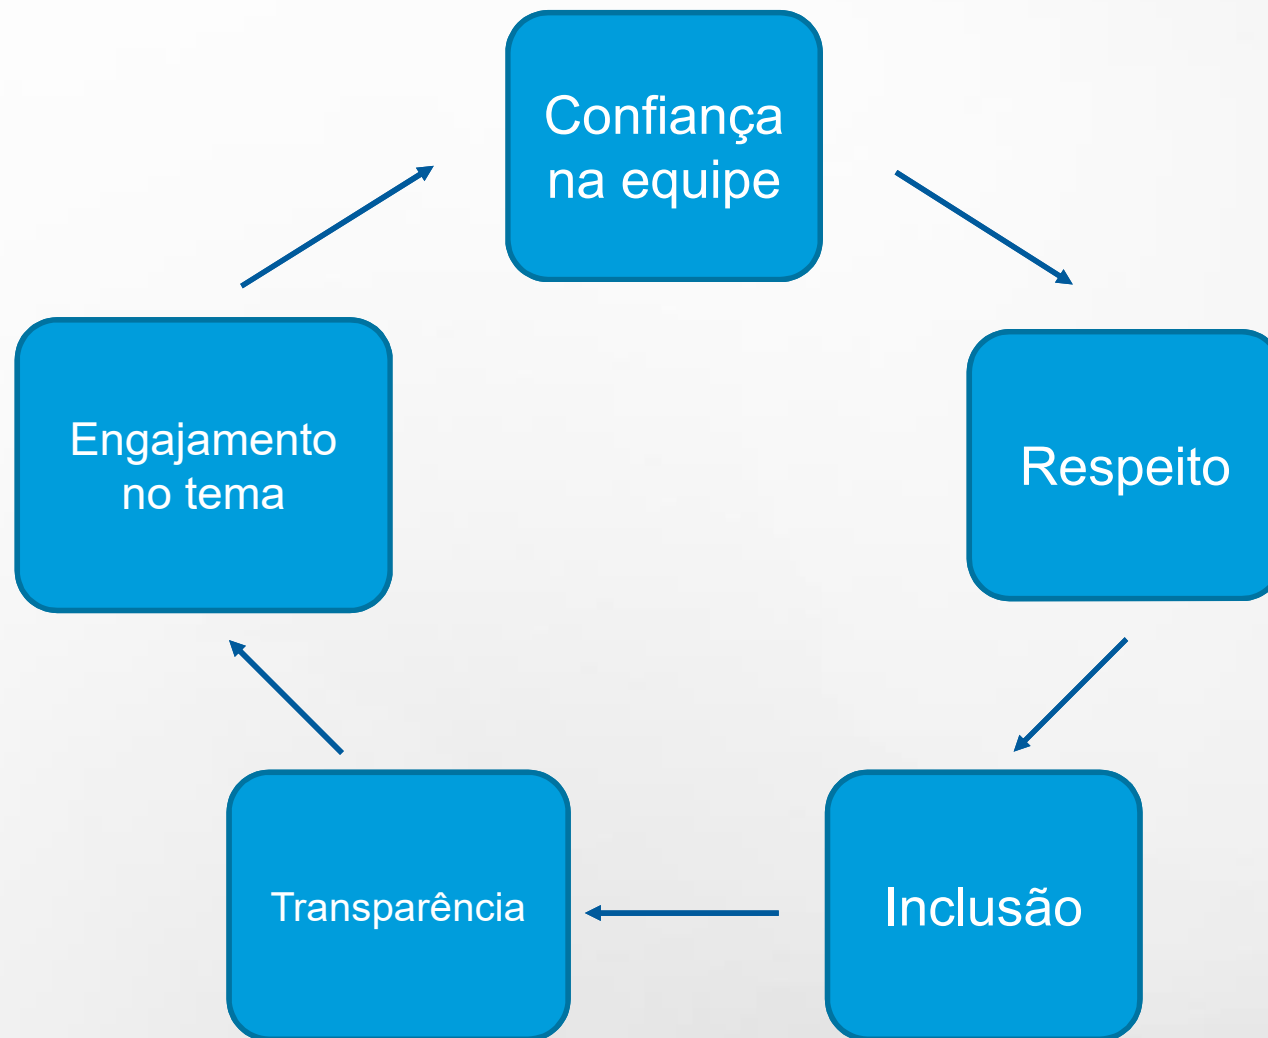 Confiança
na equipe
Engajamento
no tema
Respeito
Transparência
Inclusão